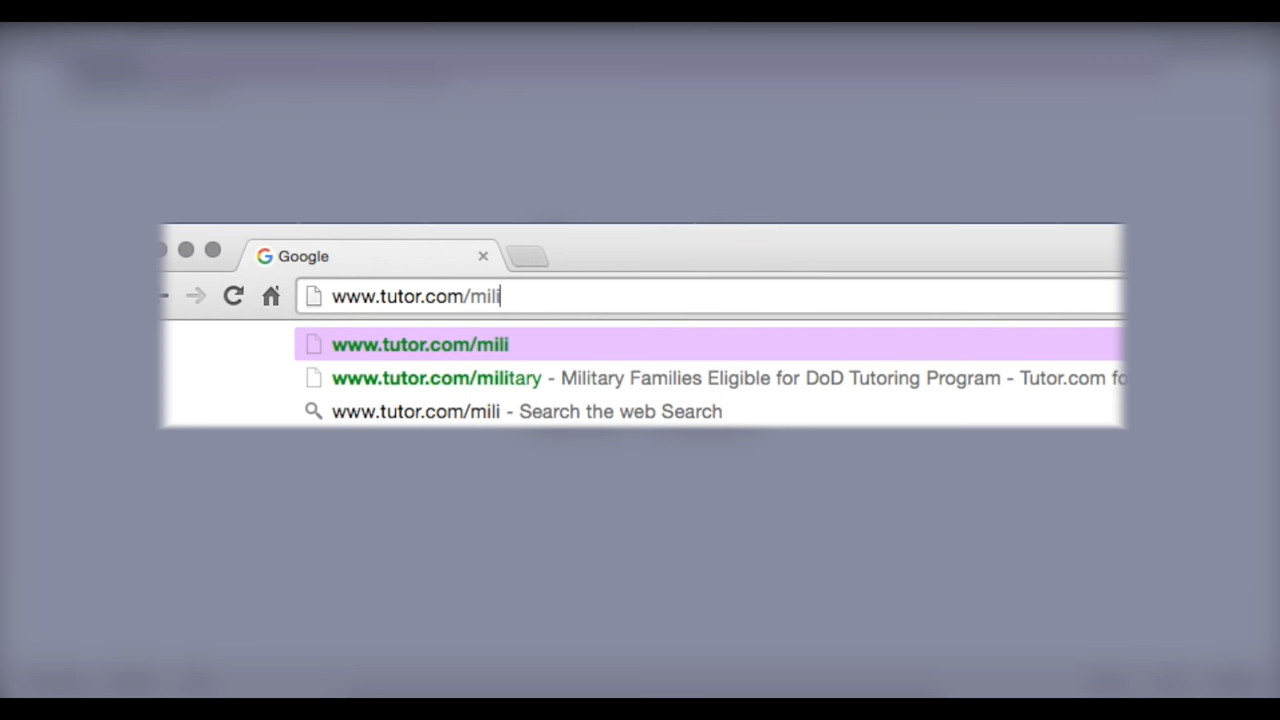 Google
www.tutor.com/mili
www.tutor.com/mili
www.tutor.com/military - Military Families Eligible for DoD Tutoring Program - Tutor.com fo
www.tutor.com/mili - Search the web Search